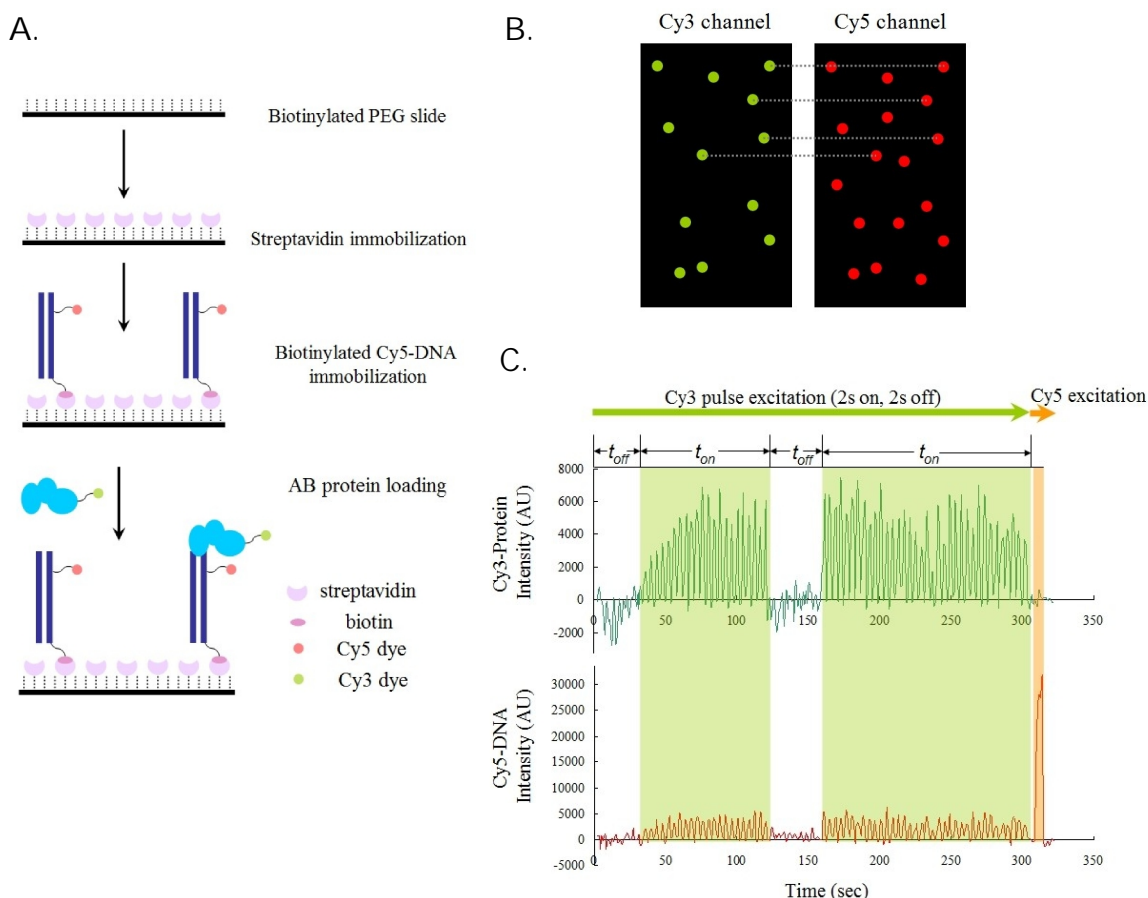 A.
Biotinylated PEG slide
Streptavidin immobilization
Biotinylated Cy5-DNA
immobilization
AB protein loading
streptavidin
biotin
Cy5 dye
Cy3 dye
B.
Cy3 channel
Cy5 channel
C.
Cy3 pulse excitation (2s on, 2s off)
Cy5 excitation
toff
ton
toff
ton
Cy3-Protein
Intensity (AU)
8000
6000
4000
2000
0
-2000
0
50
100
150
200
250
300
350
Cy5-DNA
Intensity (AU)
30000
25000
20000
15000
10000
5000
0
-5000
0
50
100
150
200
250
300
350
Time (sec)